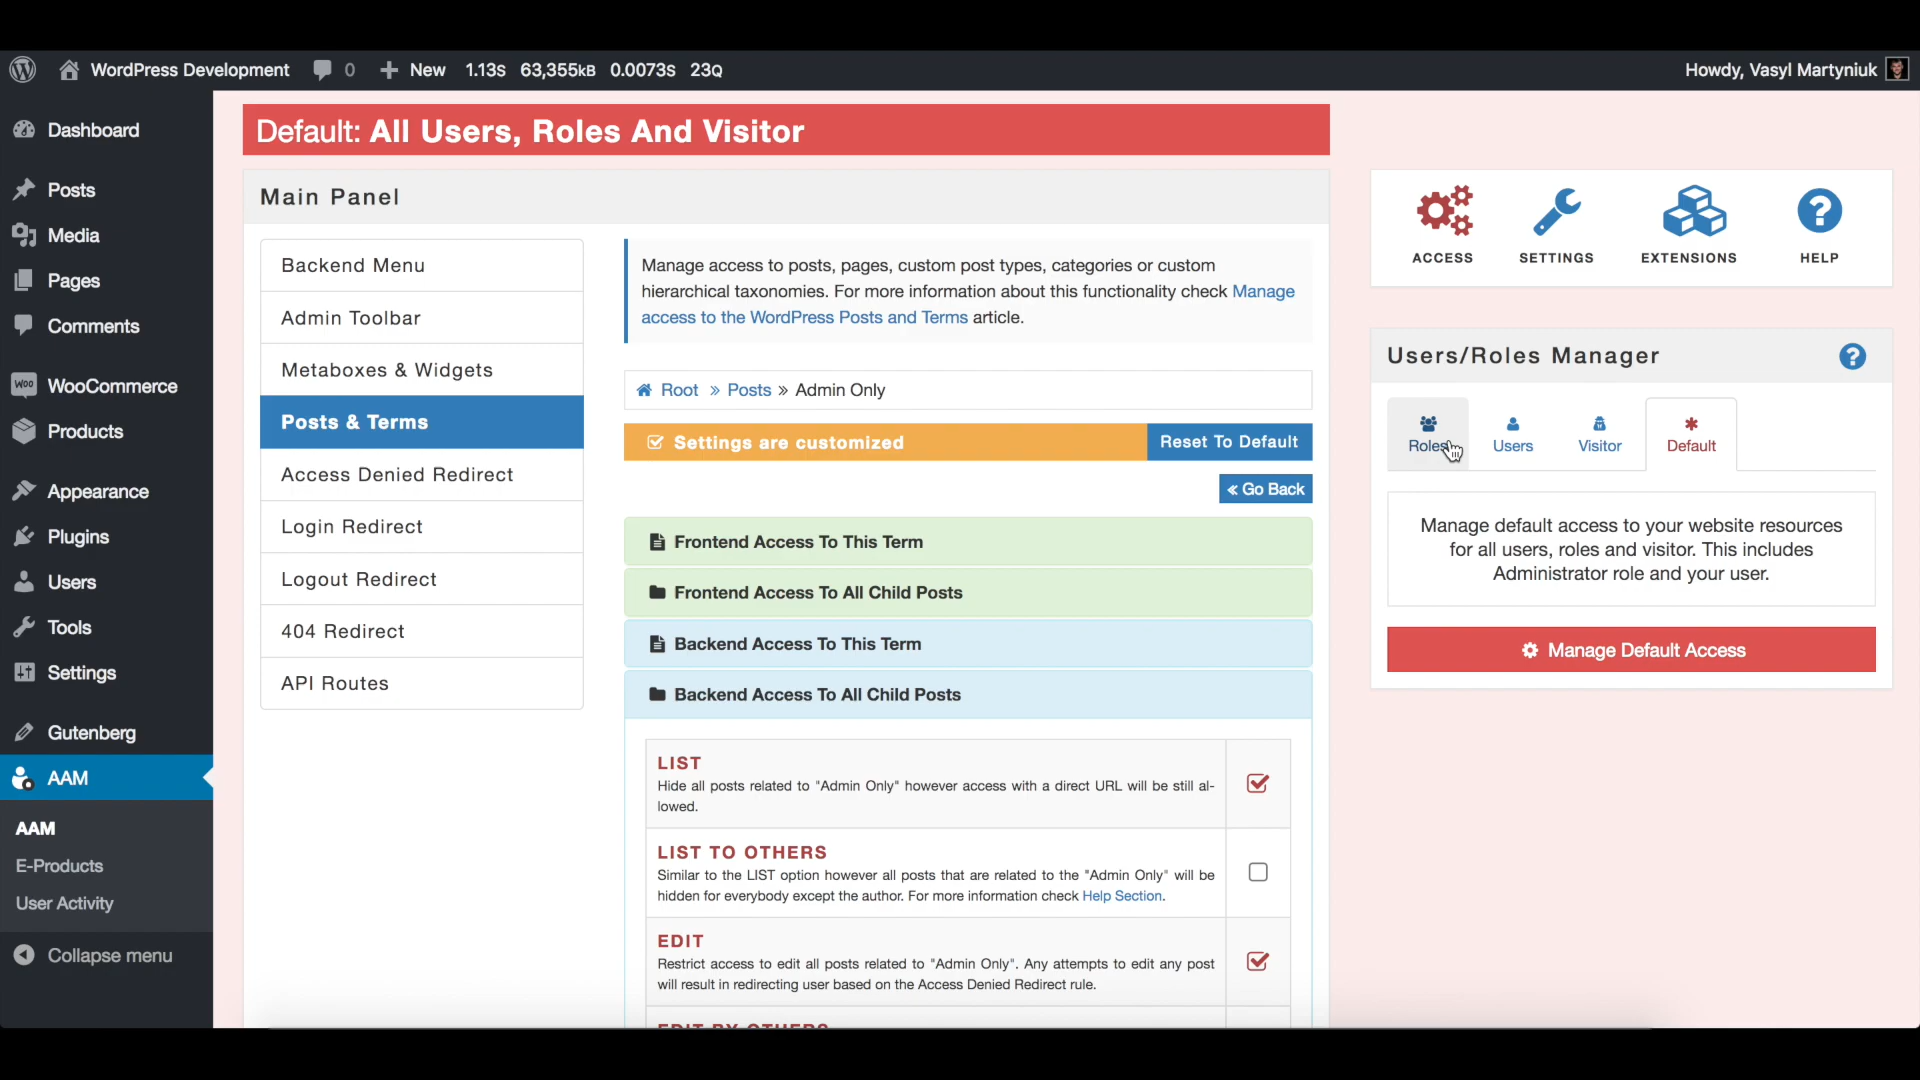 WordPress Development 0 New 1.13s 63,355KB 0.0073s 23Q
Howdy, Vasyl Martyniuk
Dashboard
Posts
Media
Pages
Comments
Woo WooCommerce
Products
Appearance
Plugins
Users
Tools
Settings
Gutenberg
AAM
AAM
E-Products
User Activity
Collapse menu
Default: All Users, Roles And Visitor
Main Panel
Backend Menu
Admin Toolbar
Metaboxes & Widgets
Posts & Terms
Access Denied Redirect
Login Redirect
Logout Redirect
404 Redirect
API Routes
Manage access to posts, pages, custom post types, categories or custom
hierarchical taxonomies. For more information about this functionality check Manage
access to the WordPress Posts and Terms article.
Root » Posts » Admin Only
Settings are customized
Reset To Default
« Go Back
Frontend Access To This Term
Frontend Access To All Child Posts
Backend Access To This Term
Backend Access To All Child Posts
LIST
Hide all posts related to "Admin Only" however access with a direct URL will be still al-
lowed.
LIST TO OTHERS
Similar to the LIST option however all posts that are related to the "Admin Only" will be
hidden for everybody except the author. For more information check Help Section.
EDIT
Restrict access to edit all posts related to "Admin Only". Any attempts to edit any post
will result in redirecting user based on the Access Denied Redirect rule.
EDIT BY OTHERS
ACCESS
SETTINGS
EXTENSIONS
HELP
Users/Roles Manager
Roles
Users
Visitor
Default
Manage default access to your website resources
for all users, roles and visitor. This includes
Administrator role and your user.
Manage Default Access